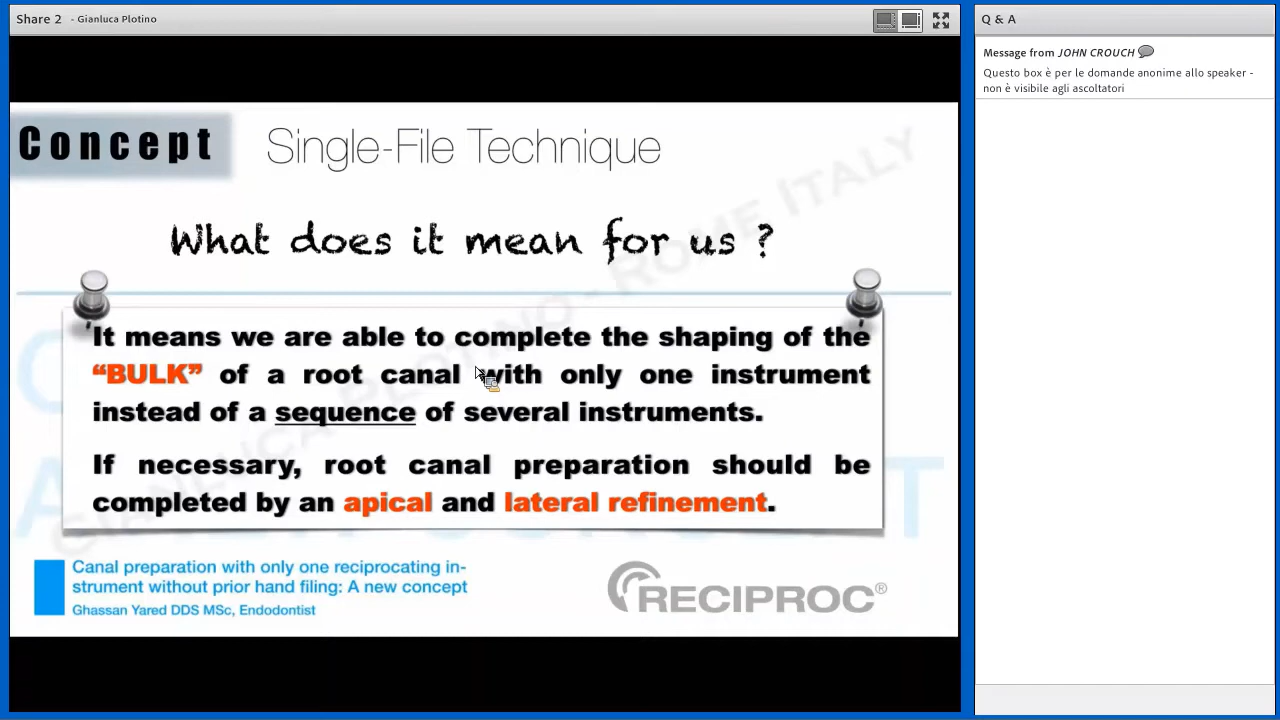 Share 2 - Gianluca Plotino
Q & A
Message from JOHN CROUCH
Questo box è per le domande anonime allo speaker -
non è visibile agli ascoltatori
Concept
Single-File Technique
What does it mean for us ?
It means we are able to complete the shaping of the
“BULK” of a root canal with only one instrument
instead of a sequence of several instruments.
If necessary, root canal preparation should be
completed by an apical and lateral refinement.
Canal preparation with only one reciprocating in-
strument without prior hand filing: A new concept
Ghassan Yared DDS MSc, Endodontist
RECIPROC®
GIANLUCA PLOTINO - ROME ITALY